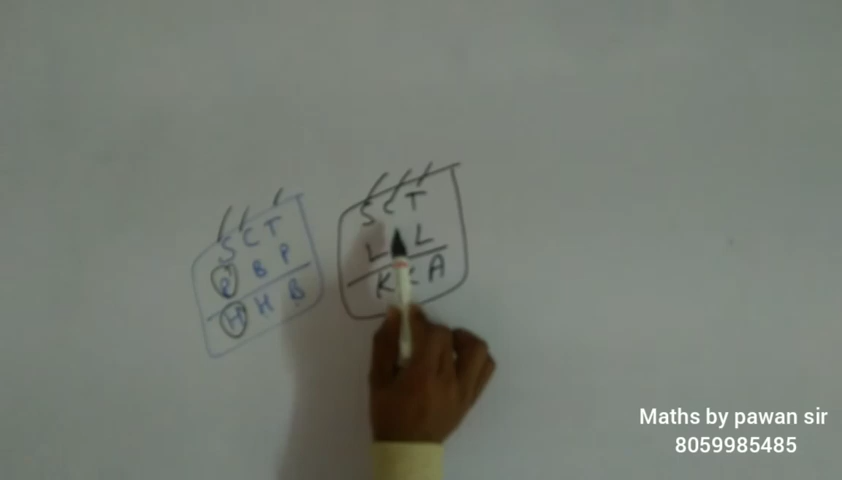 S C T
P B P
H H B
S C T
L L
K K A
Maths by pawan sir
8059985485